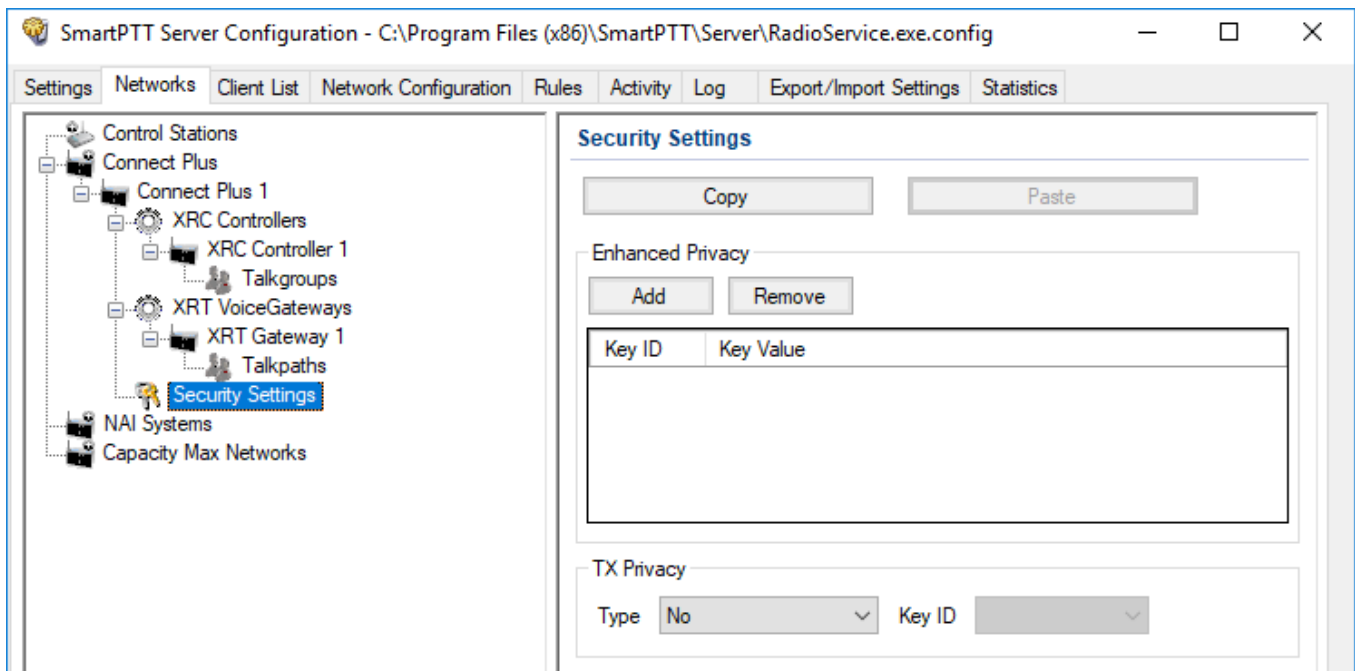 SmartPTT Server Configuration - C:\Program Files (x86)\SmartPTT\Server\RadioService.exe.config
Settings Networks Client List Network Configuration Rules Activity Log Export/Import Settings Statistics
Control Stations
Connect Plus
Connect Plus 1
XRC Controllers
XRC Controller 1
Talkgroups
XRT VoiceGateways
XRT Gateway 1
Talkpaths
Security Settings
NAI Systems
Capacity Max Networks
Security Settings
Copy Paste
Enhanced Privacy
Add Remove
Key ID Key Value
TX Privacy
Type No Key ID